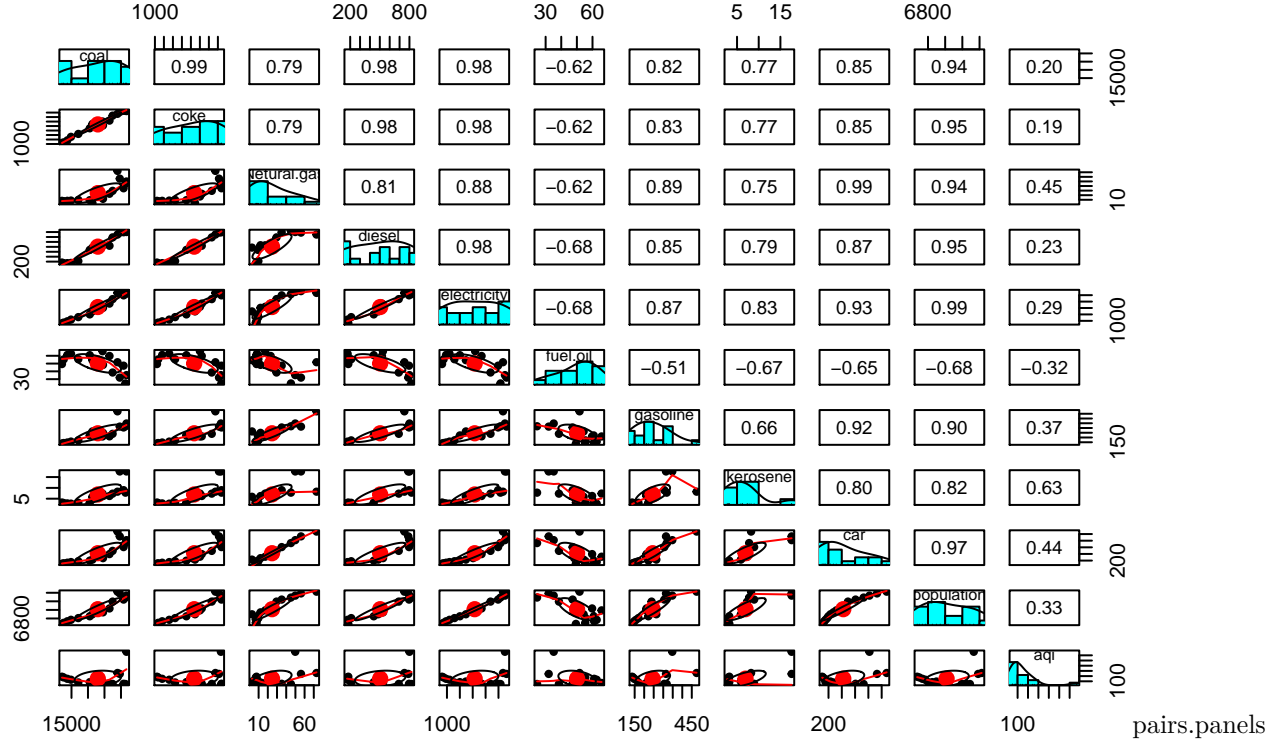 1000 200 800 30 60 5 15 6800
coal 0.99 0.79 0.98 0.98 −0.62 0.82 0.77 0.85 0.94 0.20 15000
1000 coke 0.79 0.98 0.98 −0.62 0.83 0.77 0.85 0.95 0.19
Netural.ga 0.81 0.88 −0.62 0.89 0.75 0.99 0.94 0.45 10
200 diesel 0.98 −0.68 0.85 0.79 0.87 0.95 0.23
electricity −0.68 0.87 0.83 0.93 0.99 0.29 1000
30 fuel.oil −0.51 −0.67 −0.65 −0.68 −0.32
gasoline 0.66 0.92 0.90 0.37 150
5 kerosene 0.80 0.82 0.63
car 0.97 0.44 200
6800 population 0.33
aqi 100
15000 10 60 1000 150 450 200 100 pairs.panels